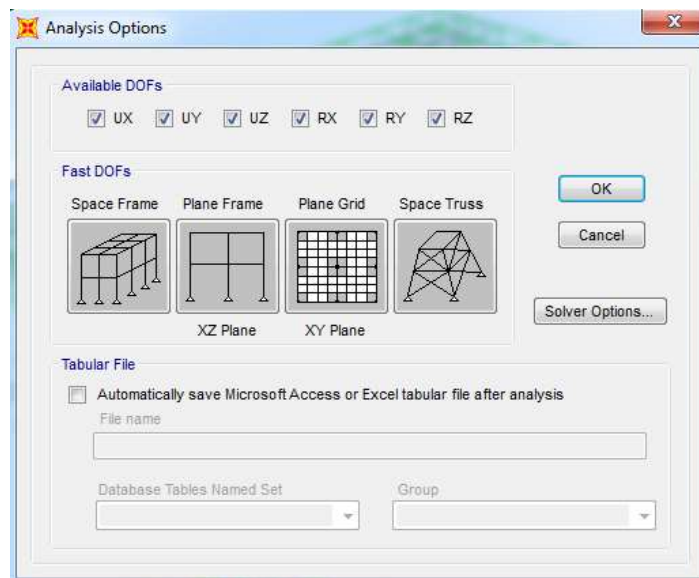 Analysis Options
Available DOFs
UX UY UZ RX RY RZ
Fast DOFs
Space Frame Plane Frame Plane Grid Space Truss
XZ Plane XY Plane
OK
Cancel
Solver Options...
Tabular File
Automatically save Microsoft Access or Excel tabular file after analysis
File name
Database Tables Named Set Group